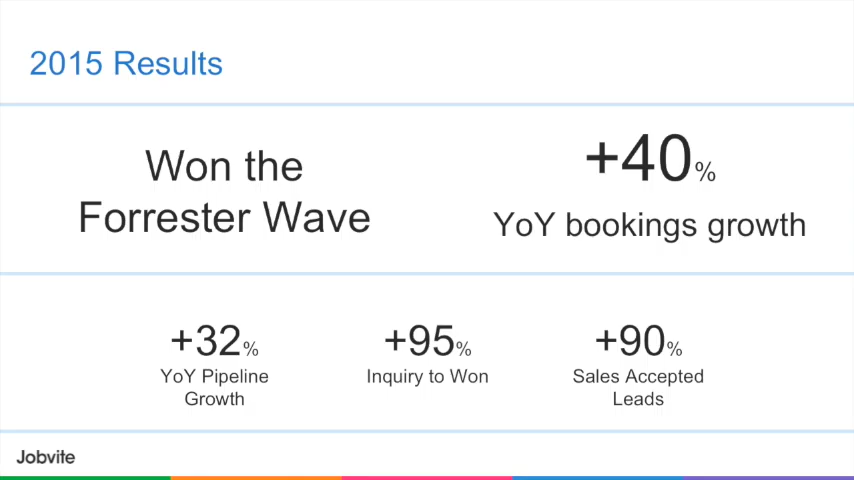 2015 Results
Won the
Forrester Wave
+40%
YoY bookings growth
+32%
YoY Pipeline
Growth
+95%
Inquiry to Won
+90%
Sales Accepted
Leads
Jobvite